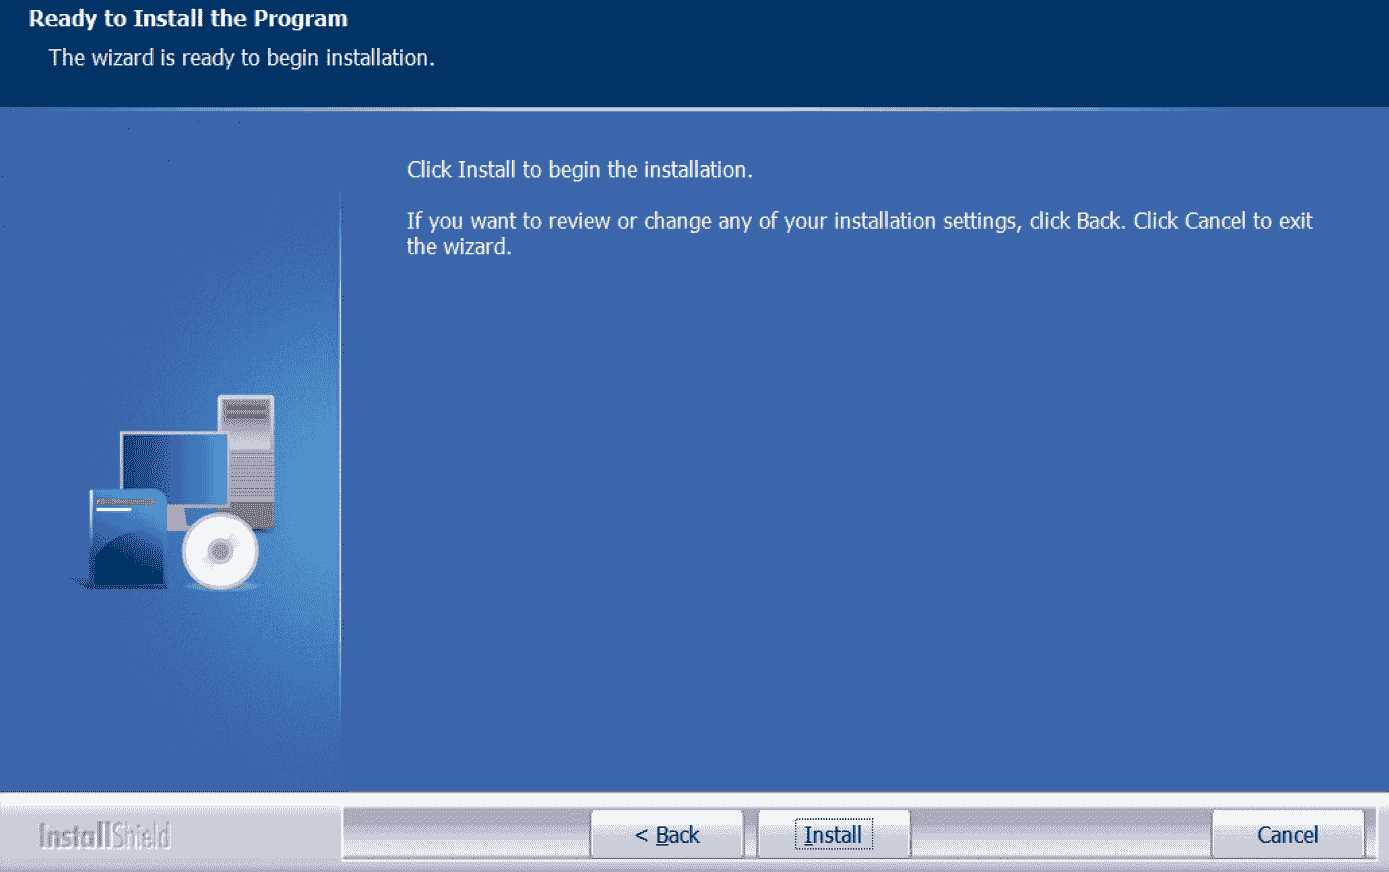 Ready to Install the Program
The wizard is ready to begin installation.
Click Install to begin the installation.
If you want to review or change any of your installation settings, click Back. Click Cancel to exit
the wizard.
InstallShield
< Back
Install
Cancel